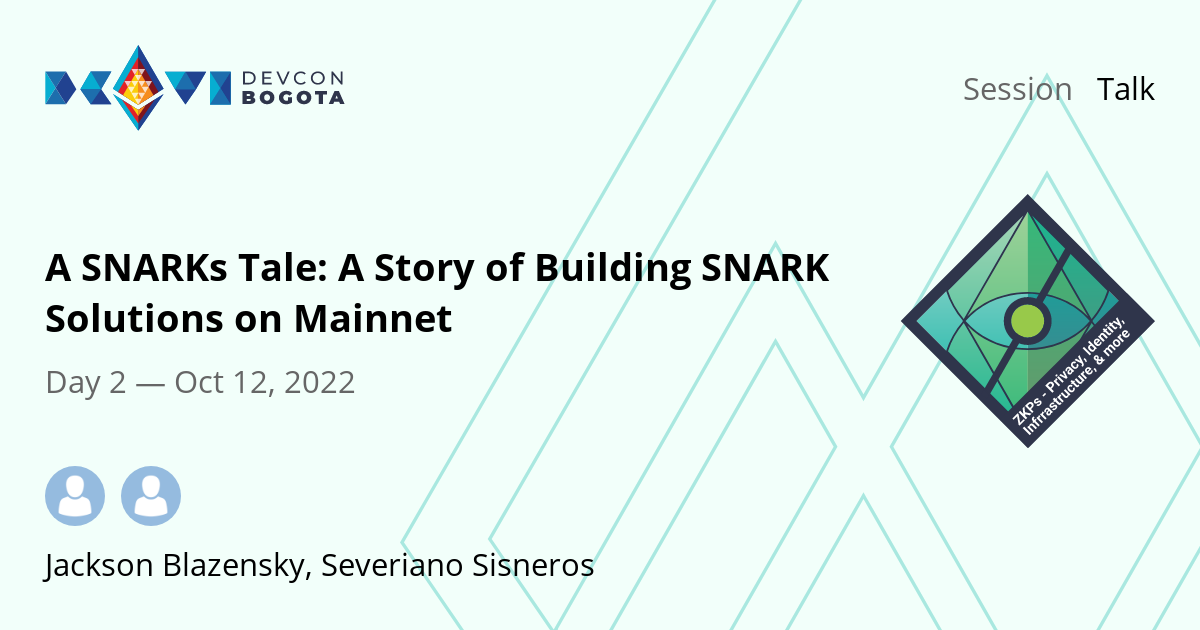 DEVCON
BOGOTA
Session Talk
A SNARKs Tale: A Story of Building SNARK
Solutions on Mainnet
Day 2 — Oct 12, 2022
ZKPs - Privacy, Identity,
Infrrastructure, & more
Jackson Blazensky, Severiano Sisneros